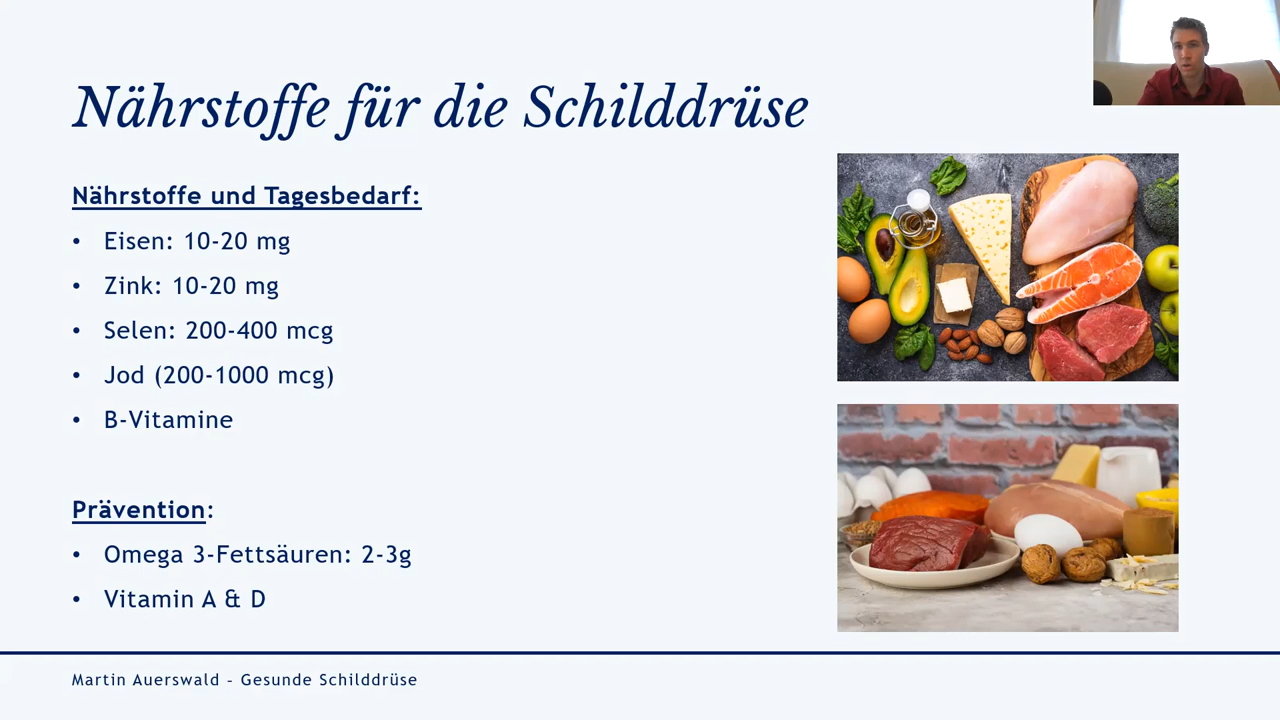 Nährstoffe für die Schilddrüse
Nährstoffe und Tagesbedarf:
• Eisen: 10-20 mg
• Zink: 10-20 mg
• Selen: 200-400 mcg
• Jod (200-1000 mcg)
• B-Vitamine
Prävention:
• Omega 3-Fettsäuren: 2-3g
• Vitamin A & D
Martin Auerswald - Gesunde Schilddrüse